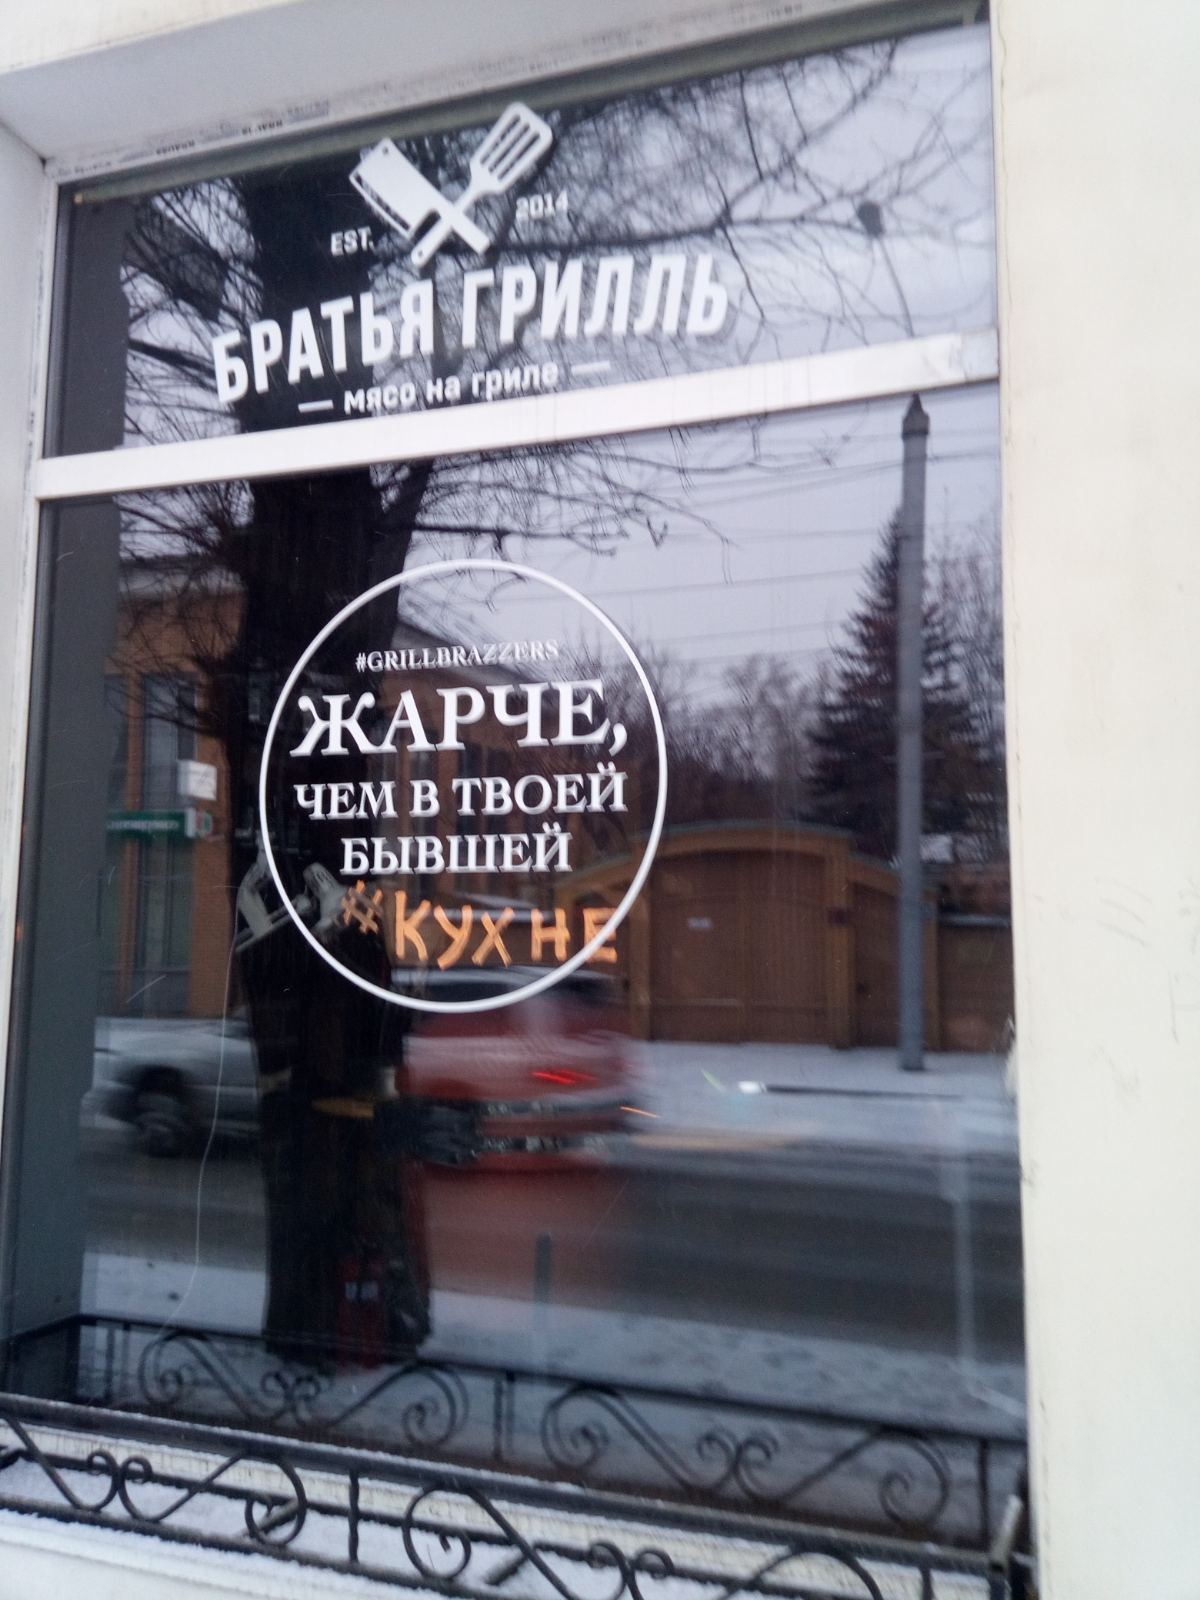 EST. 2014
БРАТЬЯ ГРИЛЛЬ
— мясо на гриле —
#GRILLBRAZZERS
ЖАРЧЕ,
ЧЕМ В ТВОЕЙ
БЫВШЕЙ
#КУХНЕ